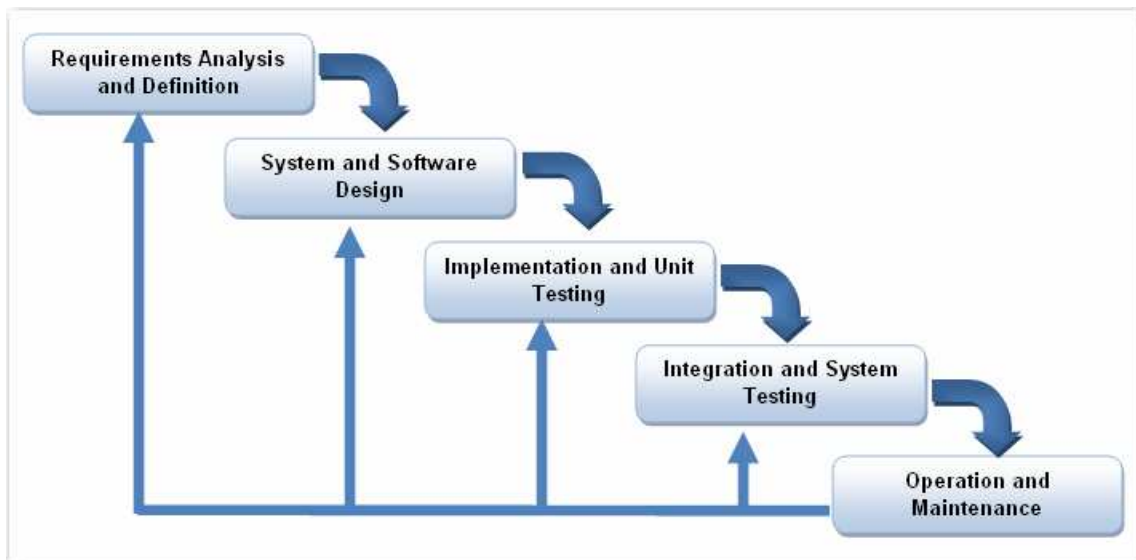 Requirements Analysis
and Definition
System and Software
Design
Implementation and Unit
Testing
Integration and System
Testing
Operation and
Maintenance